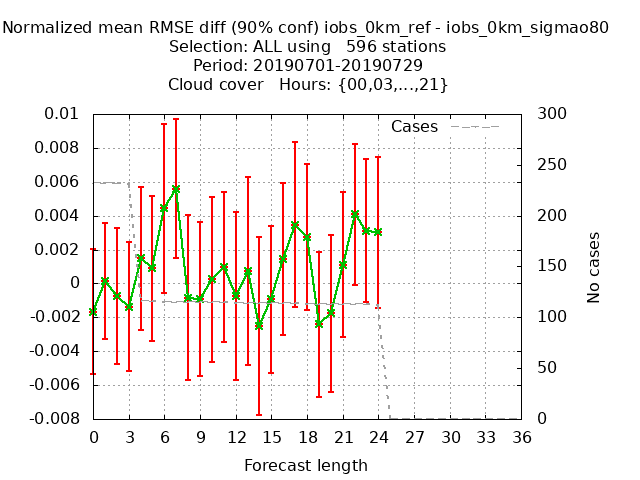 Normalized mean RMSE diff (90% conf) iobs_0km_ref - iobs_0km_sigmao80
Selection: ALL using   596 stations
Period: 20190701-20190729
Cloud cover   Hours: {00,03,...,21}
0.01
0.008
0.006
0.004
0.002
0
-0.002
-0.004
-0.006
-0.008
Cases
300
250
200
150
100
50
0
No cases
0 3 6 9 12 15 18 21 24 27 30 33 36
Forecast length